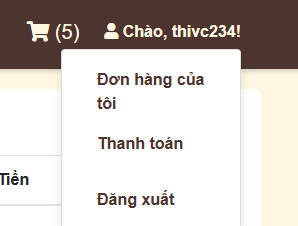 (5) Chào, thivc234!
Đơn hàng của
tôi
Thanh toán
Tiền
Đăng xuất